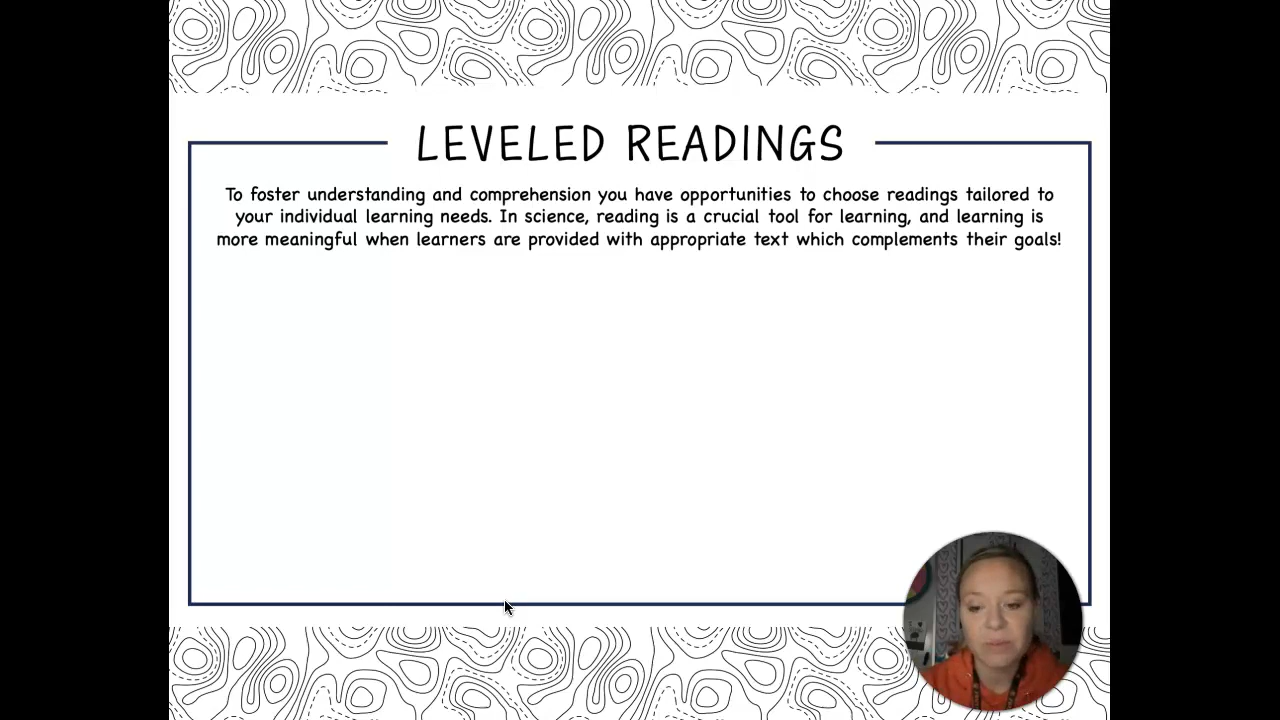 LEVELED READINGS
To foster understanding and comprehension you have opportunities to choose readings tailored to
your individual learning needs. In science, reading is a crucial tool for learning, and learning is
more meaningful when learners are provided with appropriate text which complements their goals!